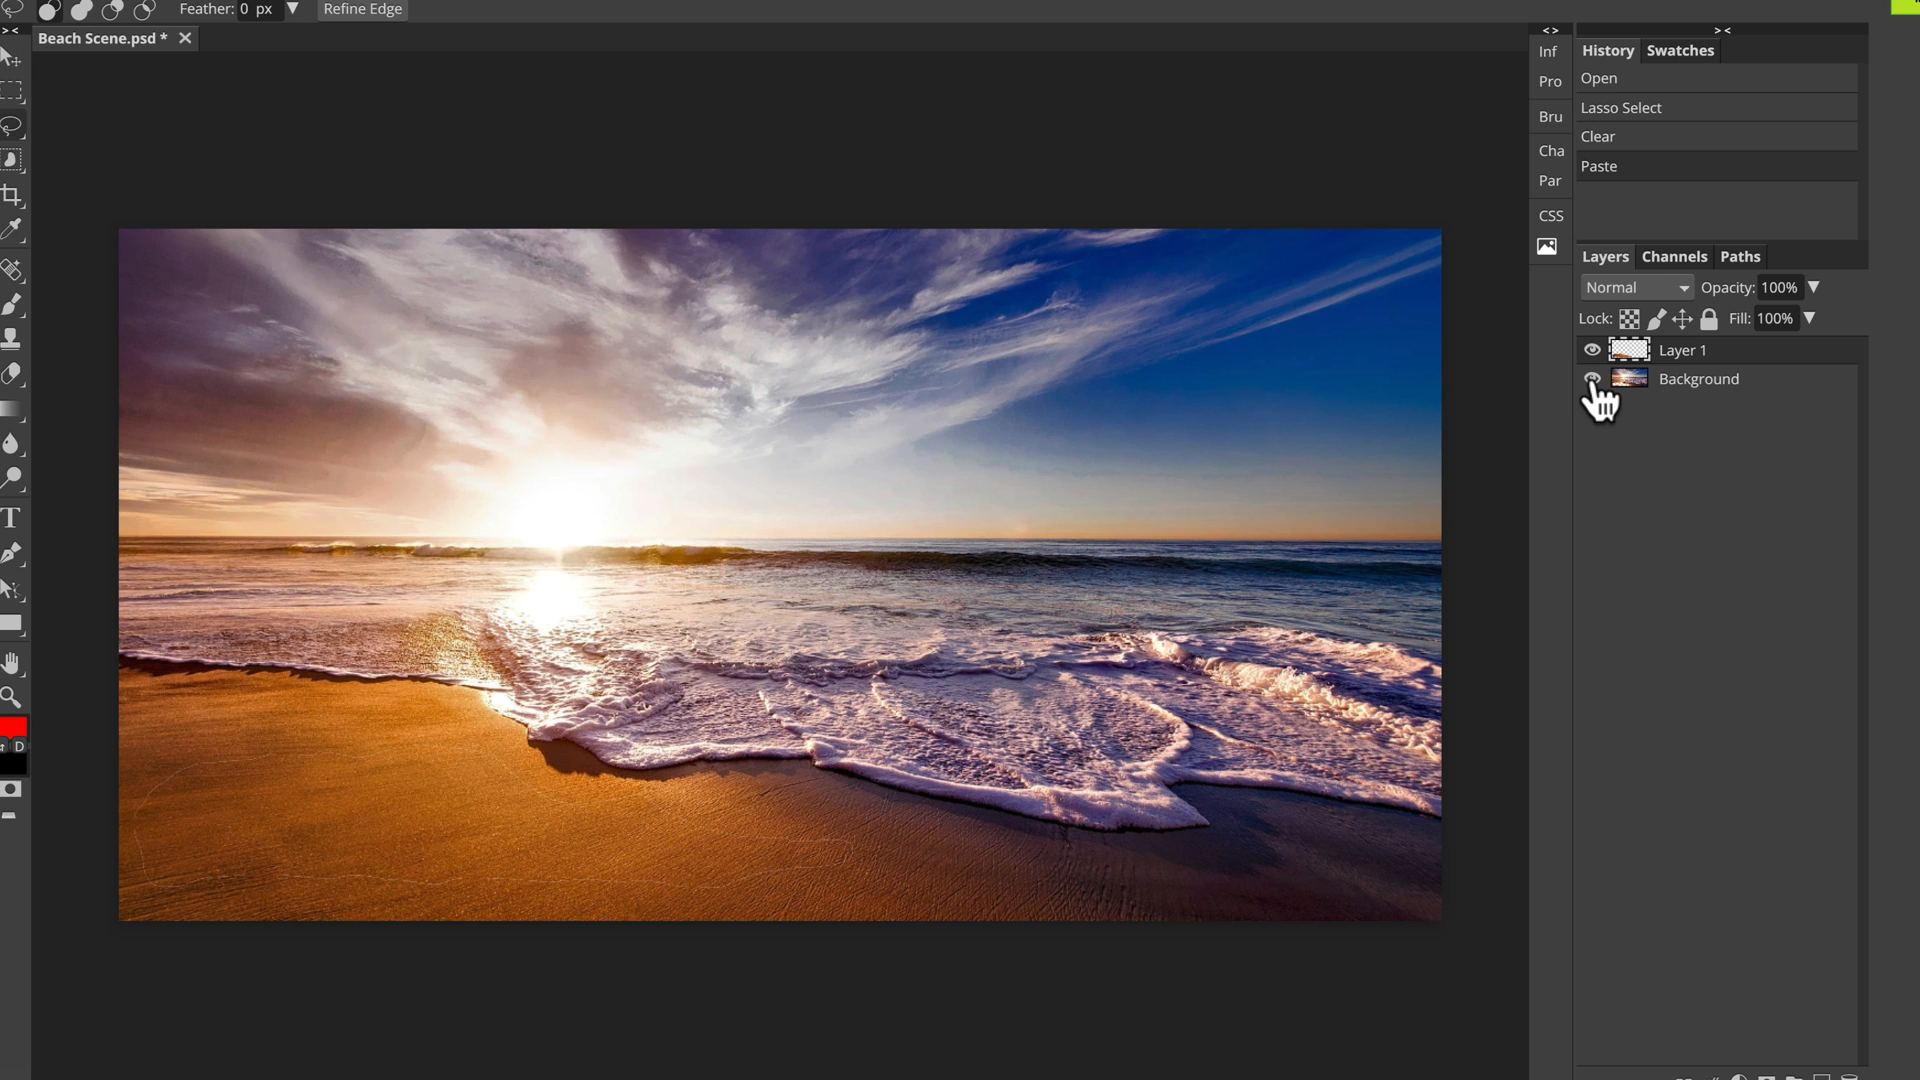 Feather: 0 px
Refine Edge
Beach Scene.psd *
Inf
Pro
Bru
Cha
Par
CSS
History Swatches
Open
Lasso Select
Clear
Paste
Layers Channels Paths
Normal Opacity: 100%
Lock: Fill: 100%
Layer 1
Background
T
D